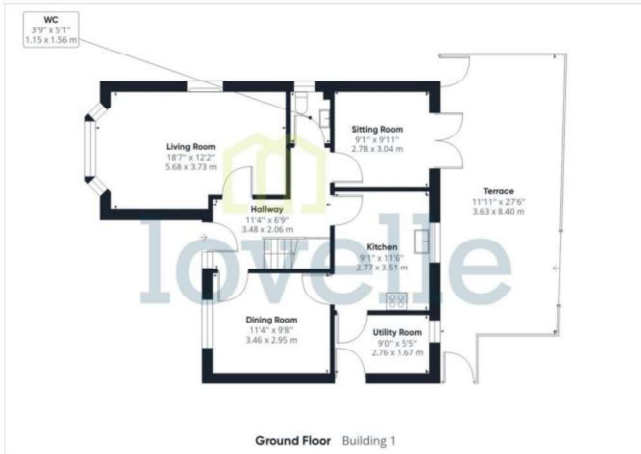 WC
3'9" x 5'1"
1.15 x 1.56 m
Living Room
18'7" x 12'2"
5.68 x 3.73 m
Sitting Room
9'1" x 9'11"
2.78 x 3.04 m
Terrace
11'11" x 27'6"
3.63 x 8.40 m
Hallway
11'4" x 6'9"
3.48 x 2.06 m
Kitchen
9'1" x 11'6"
2.77 x 3.51 m
lovelle
Dining Room
11'4" x 9'8"
3.46 x 2.95 m
Utility Room
9'0" x 5'5"
2.76 x 1.67 m
Ground Floor Building 1